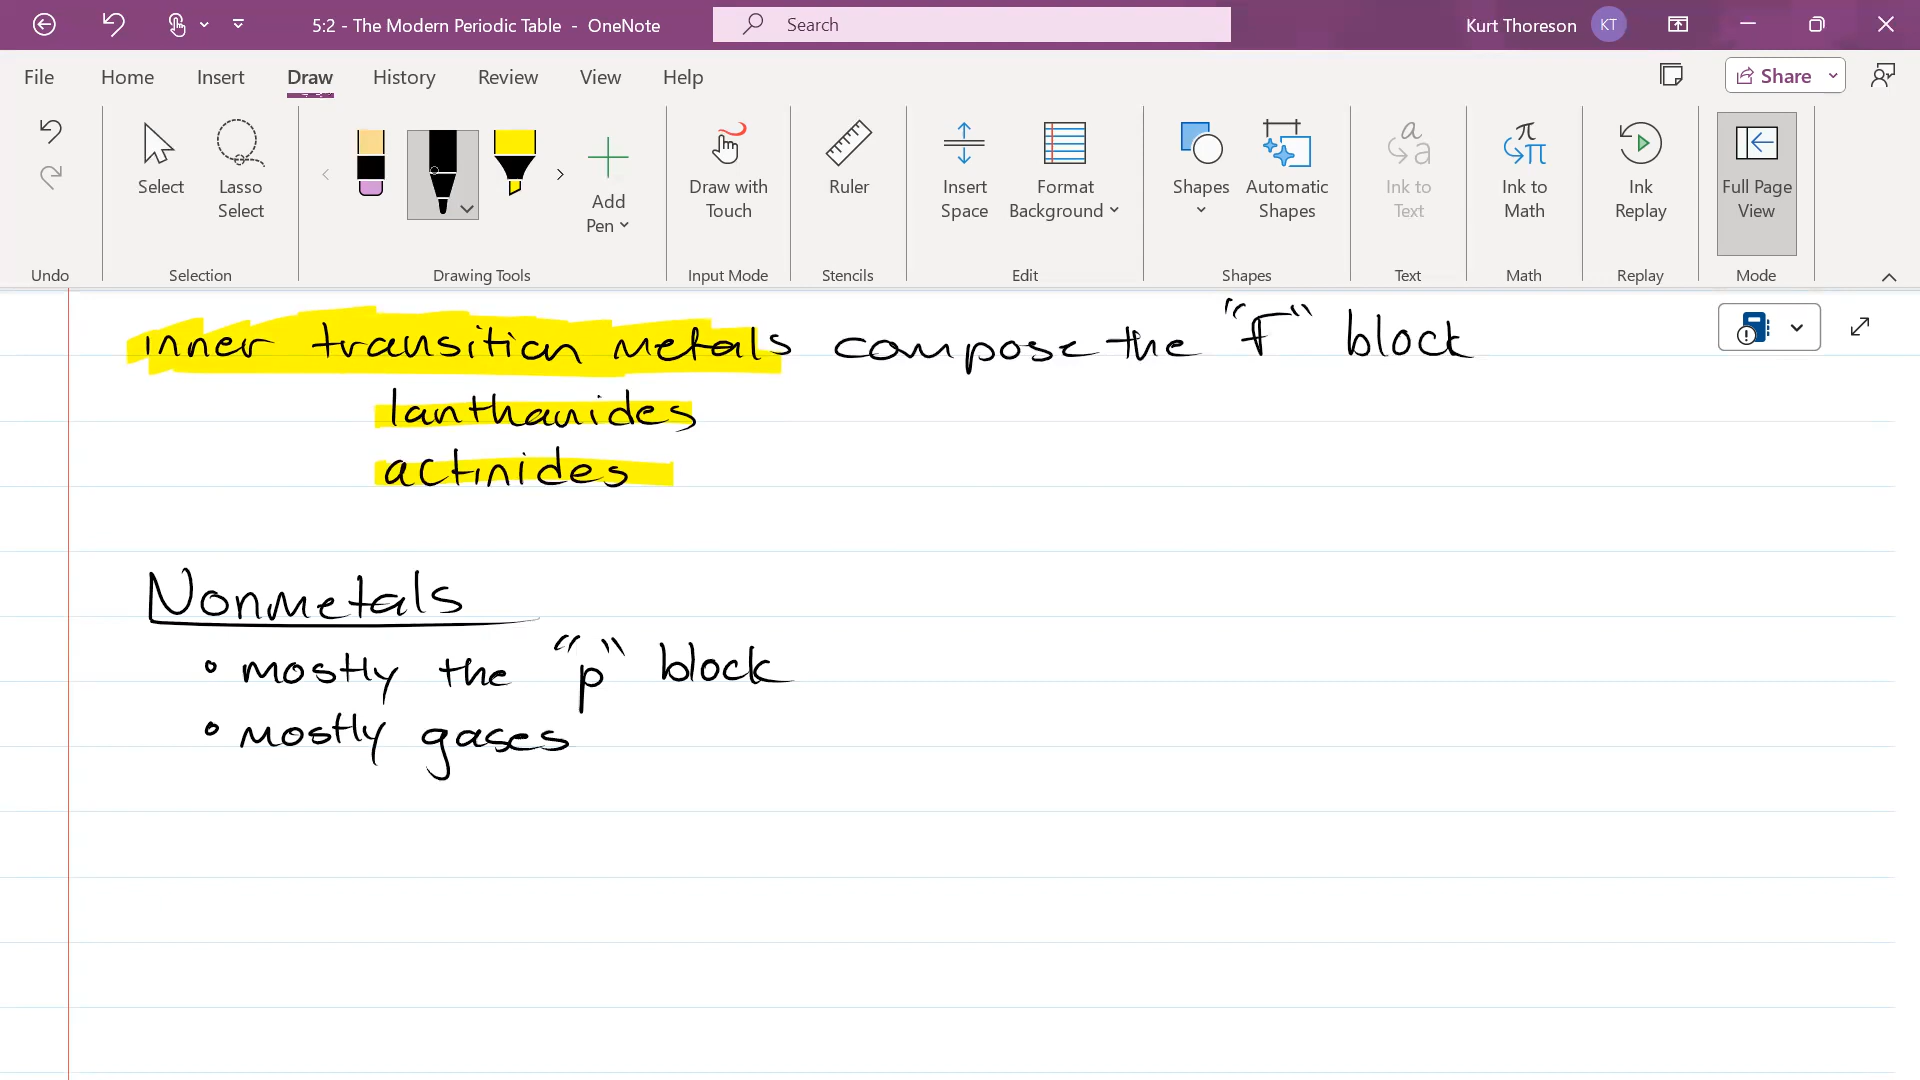 5:2 - The Modern Periodic Table - OneNote
Search
Kurt Thoreson
KT
File Home Insert Draw History Review View Help
Share
Select
Lasso
Select
Add
Pen
Draw with
Touch
Ruler
Insert
Space
Format
Background
Shapes
Automatic
Shapes
Ink to
Text
Ink to
Math
Ink
Replay
Full Page
View
Undo Selection Drawing Tools Input Mode Stencils Edit Shapes Text Math Replay Mode
inner transition metals compose the "f" block
lanthanides
actinides
Nonmetals
• mostly the "p" block
• mostly gases